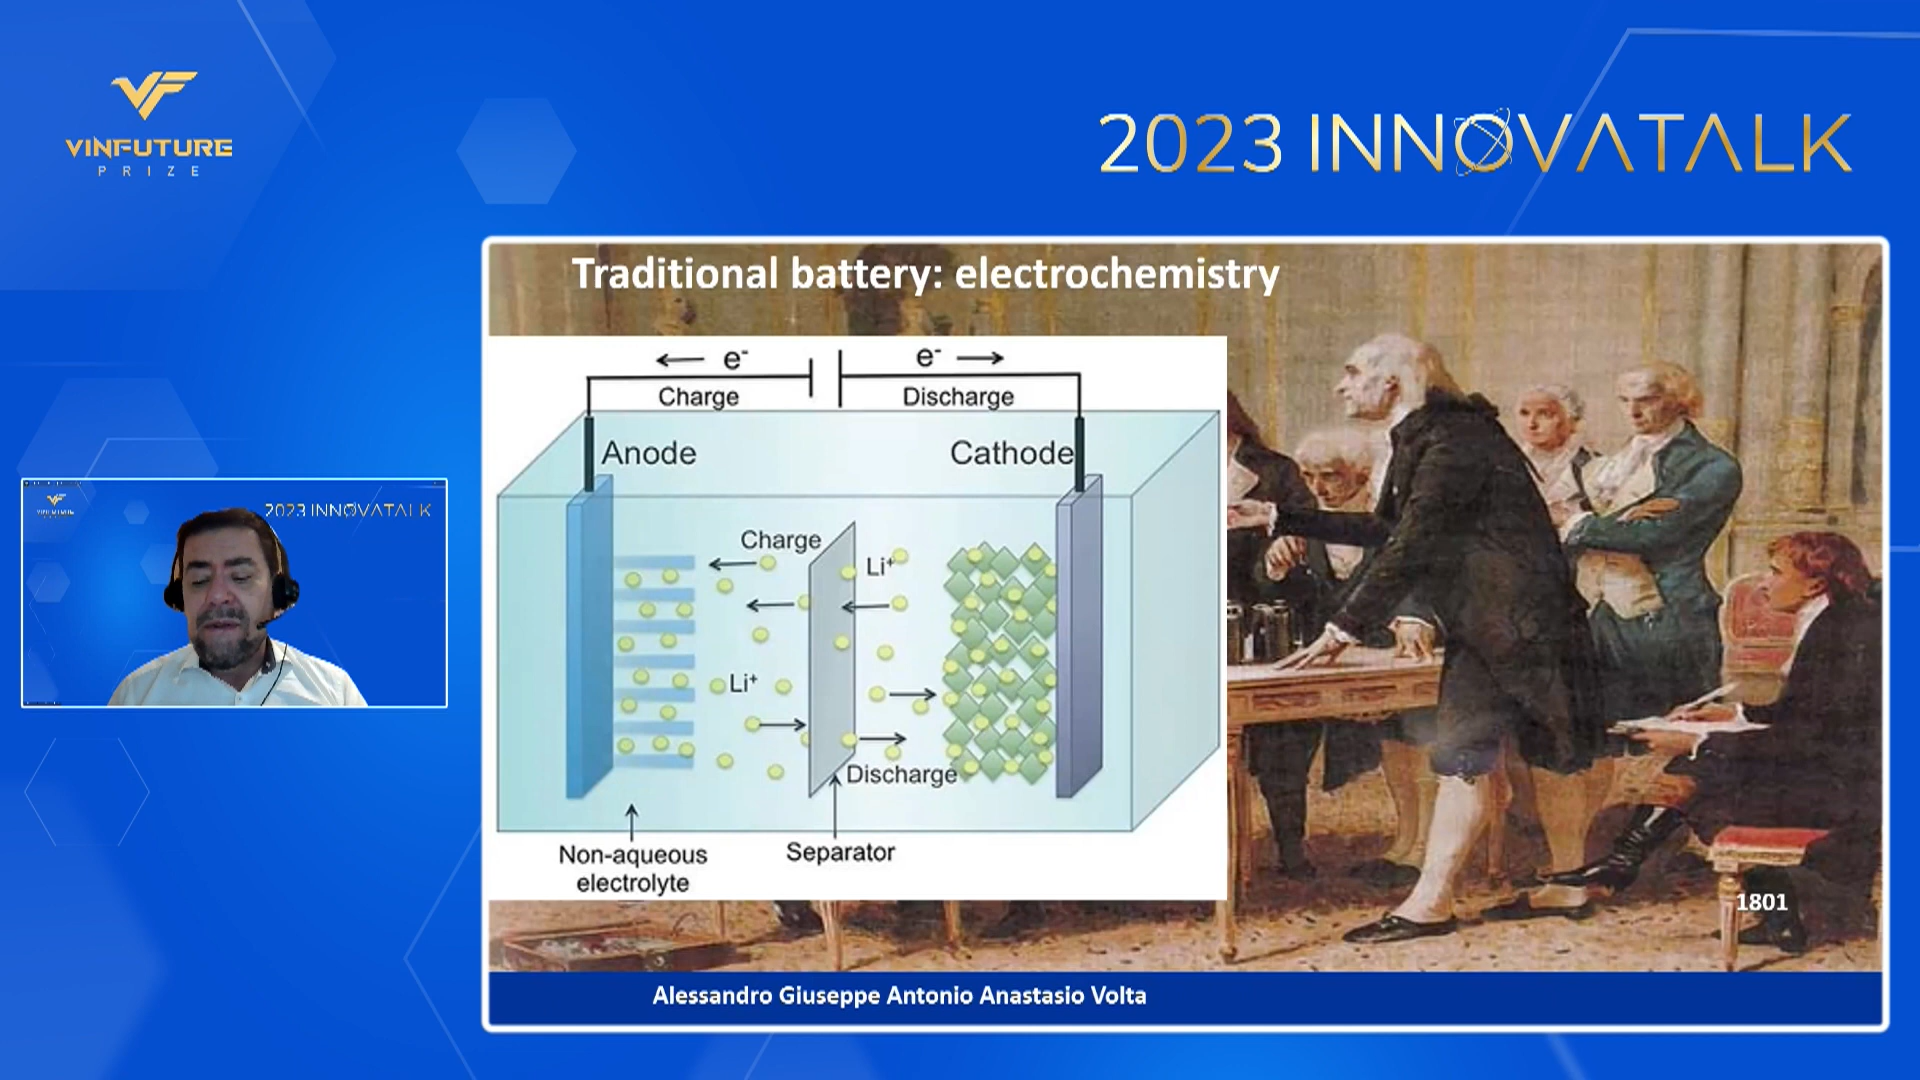 VINFUTURE
PRIZE
2023 INNOVATALK
2023 INNOVATALK
Traditional battery: electrochemistry
e-
e-
Charge
Discharge
Anode
Cathode
Charge
Li+
Li+
Discharge
Non-aqueous
electrolyte
Separator
1801
Alessandro Giuseppe Antonio Anastasio Volta